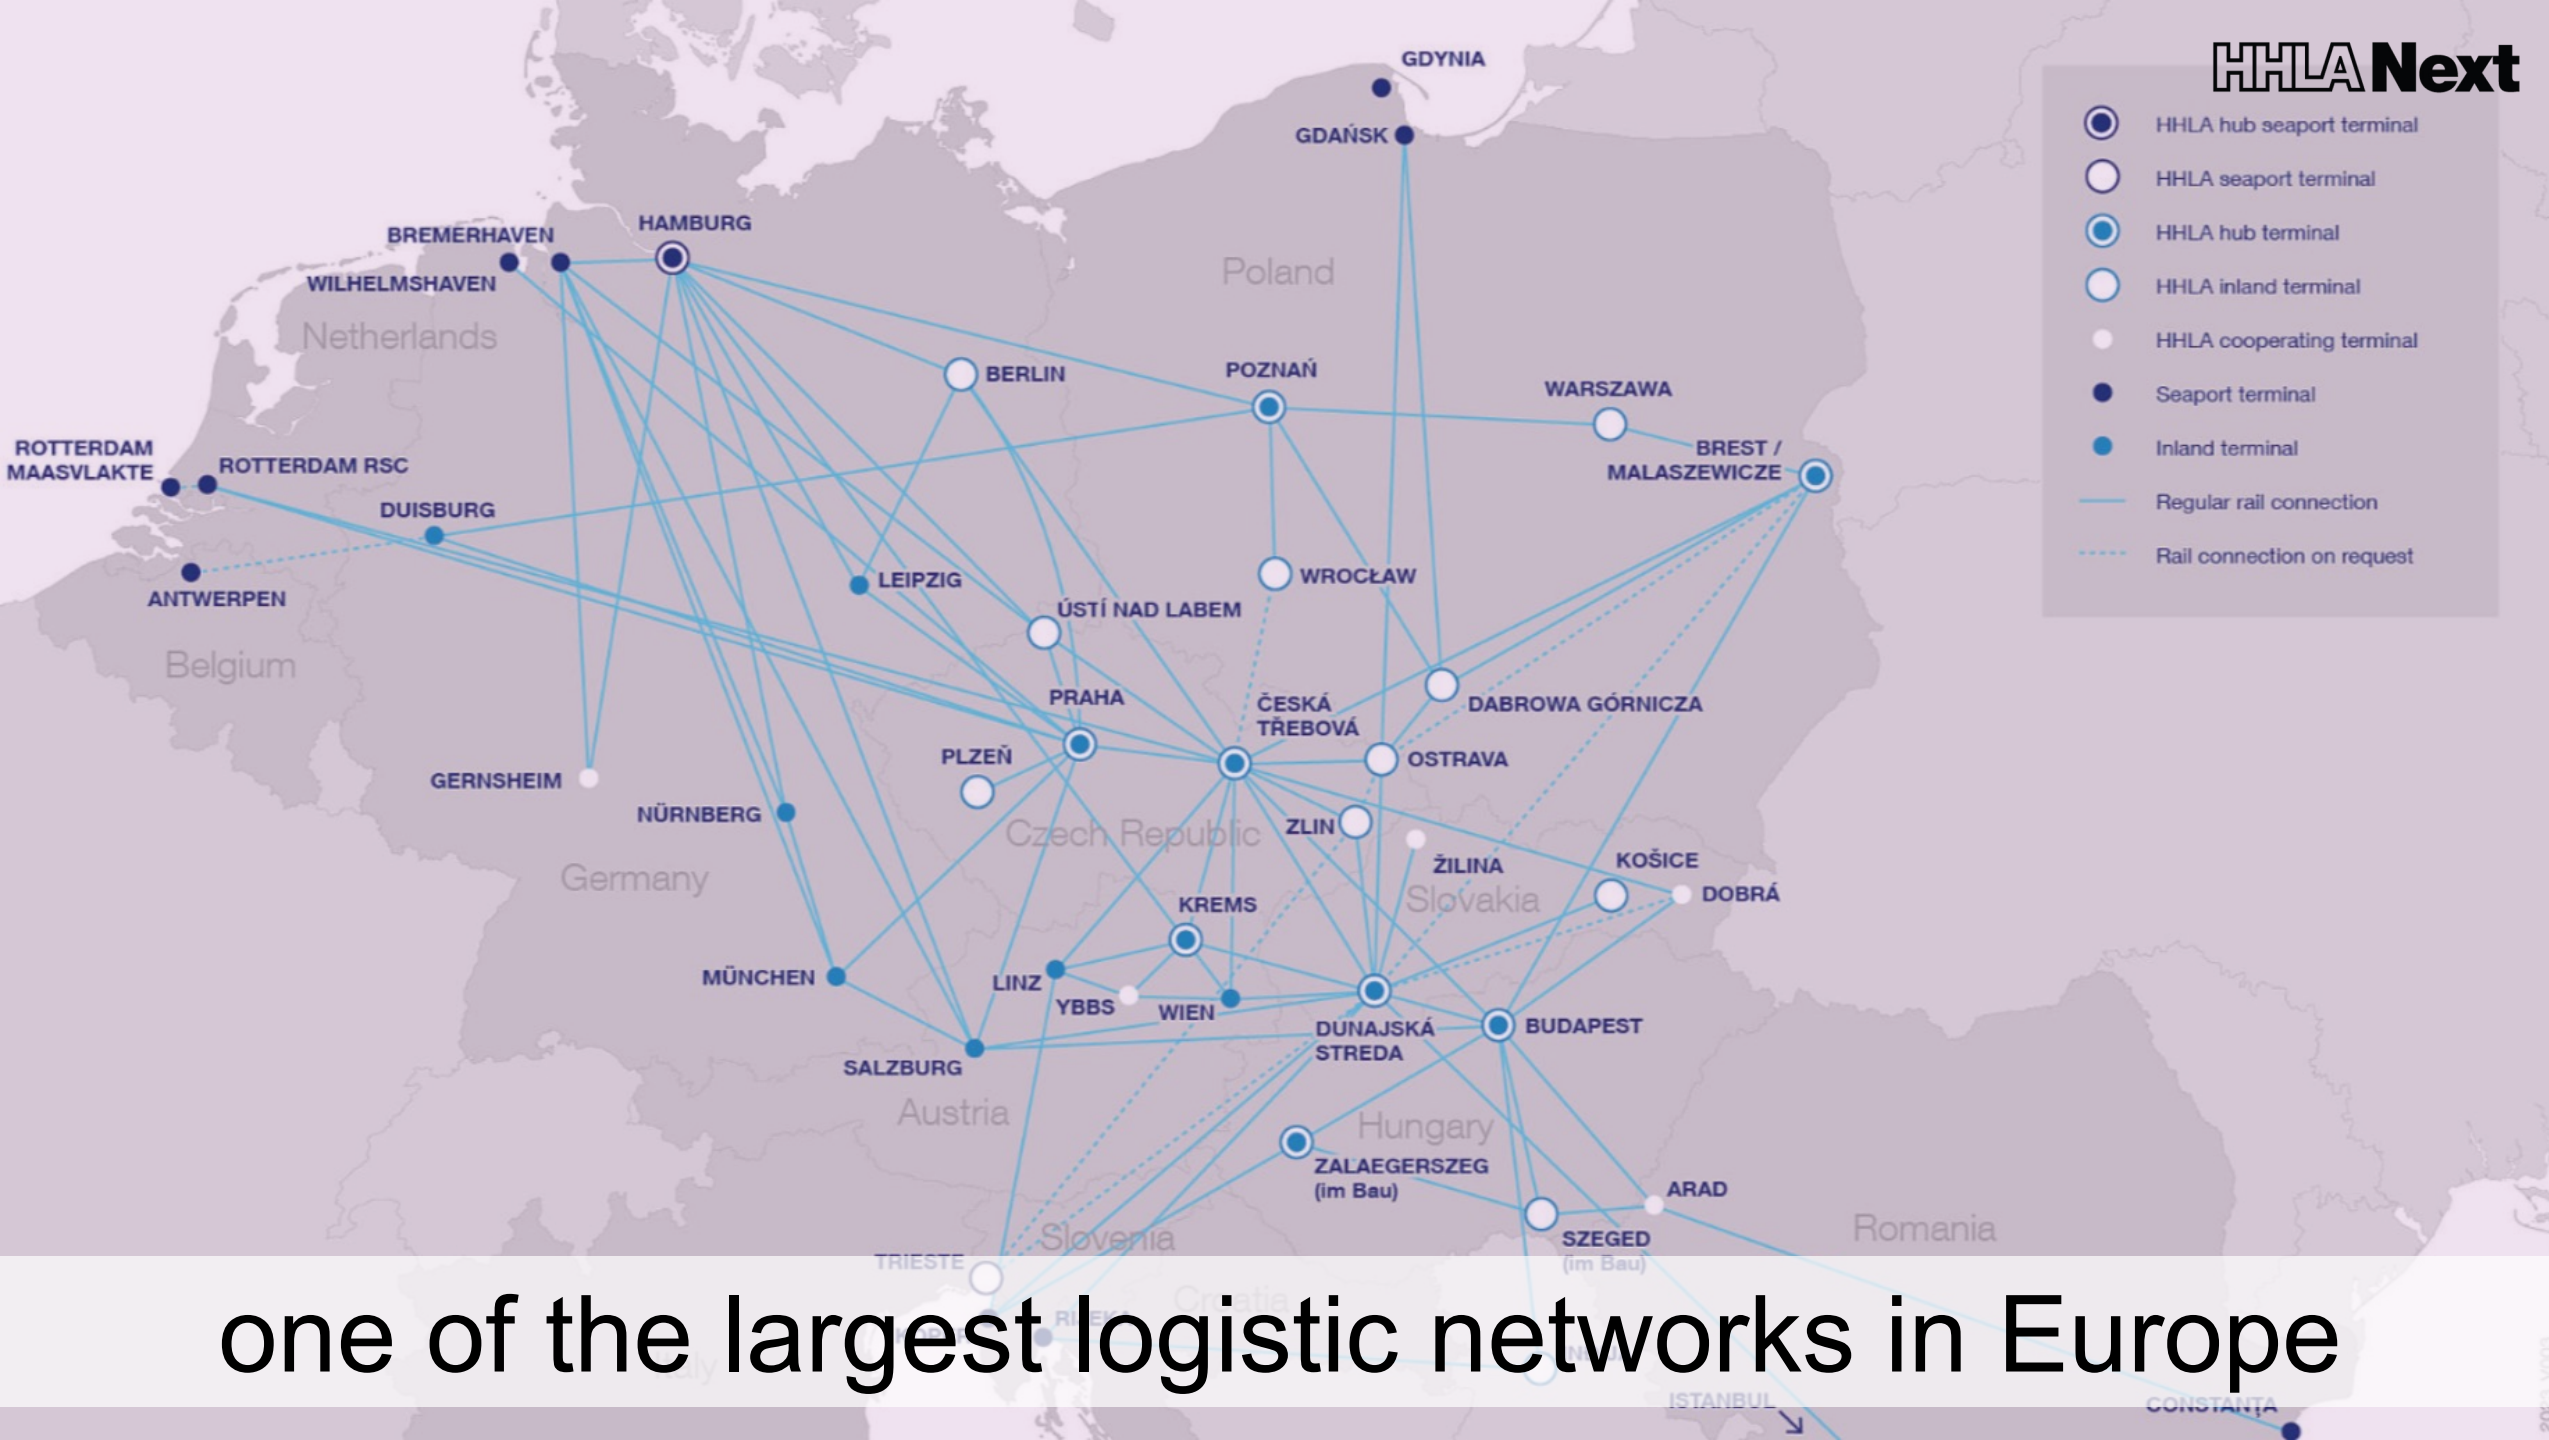 HHLA Next
HHLA hub seaport terminal
HHLA seaport terminal
HHLA hub terminal
HHLA inland terminal
HHLA cooperating terminal
Seaport terminal
Inland terminal
Regular rail connection
Rail connection on request
GDYNIA
GDAŃSK
HAMBURG
BREMERHAVEN
WILHELMSHAVEN
Poland
Netherlands
BERLIN
POZNAŃ
WARSZAWA
BREST /
MALASZEWICZE
ROTTERDAM
MAASVLAKTE
ROTTERDAM RSC
DUISBURG
ANTWERPEN
LEIPZIG
WROCŁAW
ÚSTÍ NAD LABEM
Belgium
PRAHA
ČESKÁ
TŘEBOVÁ
DABROWA GÓRNICZA
PLZEŇ
OSTRAVA
GERNSHEIM
NÜRNBERG
Czech Republic
ZLIN
ŽILINA
KOŠICE
Germany
Slovakia
DOBRÁ
KREMS
MÜNCHEN
LINZ
YBBS
WIEN
DUNAJSKÁ
STREDA
BUDAPEST
SALZBURG
Austria
Hungary
ZALAEGERSZEG
(im Bau)
ARAD
SZEGED
(im Bau)
Romania
Slovenia
TRIESTE
Croatia
RIJEKA
KOPER
Italy
one of the largest logistic networks in Europe
ISTANBUL
CONSTANȚA